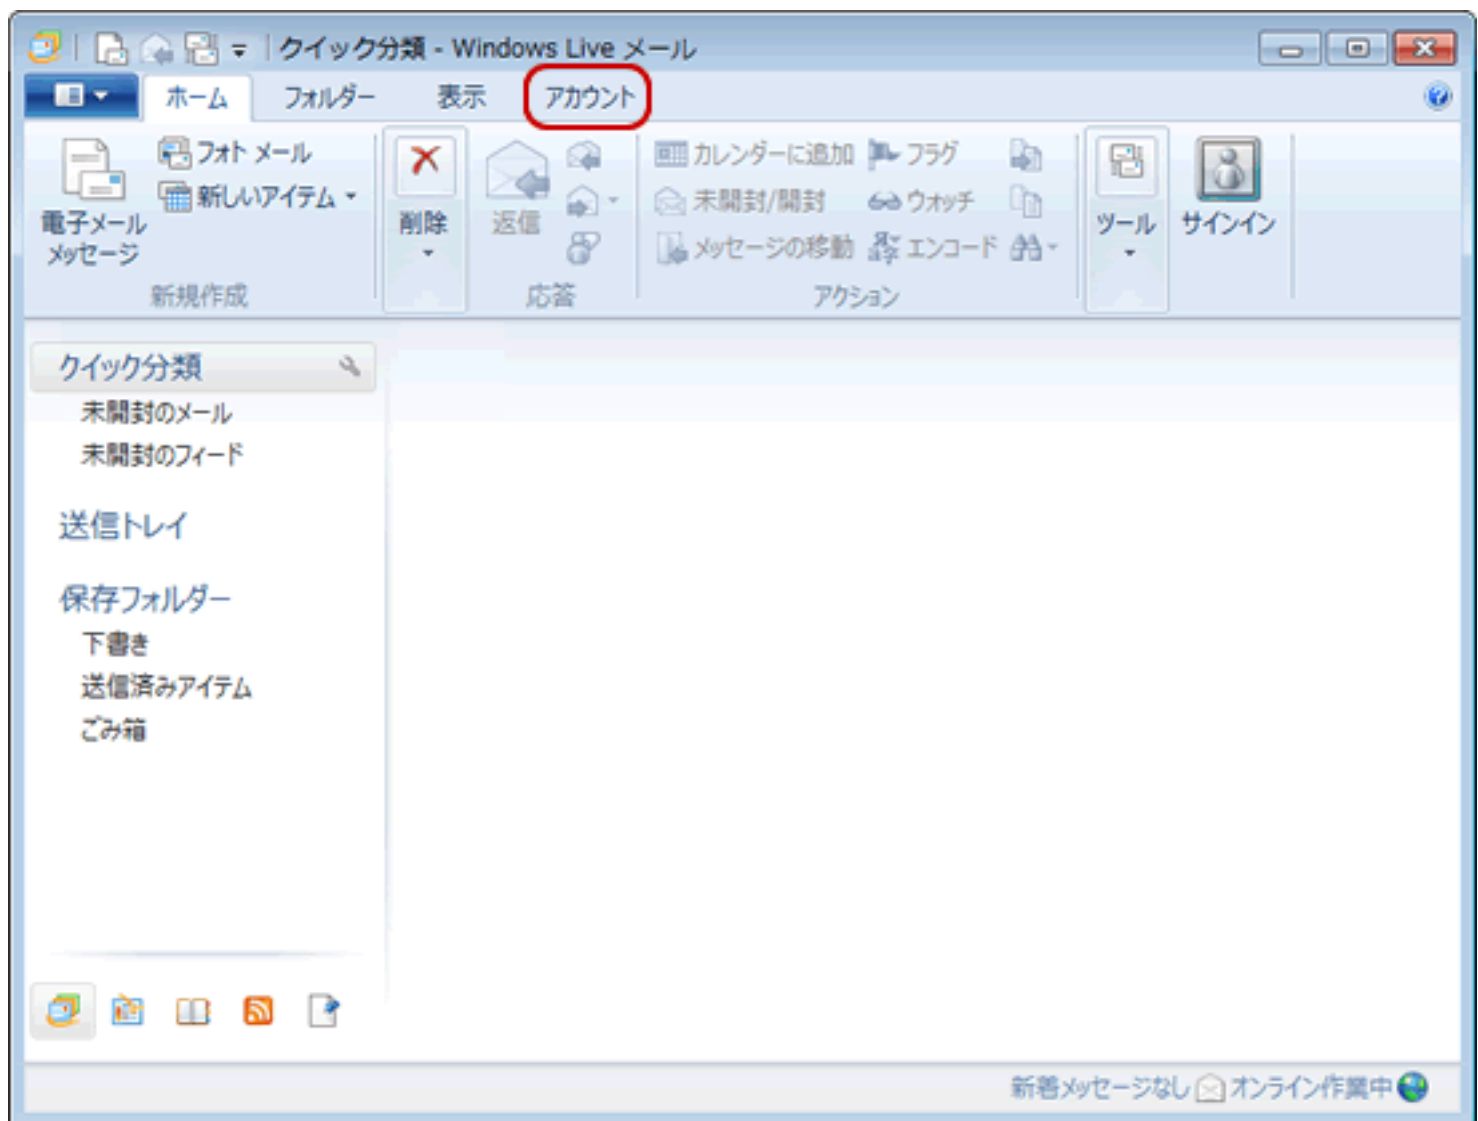 クイック分類 - Windows Live メール
ホーム フォルダー 表示 アカウント
電子メール
メッセージ
フォト メール
新しいアイテム
新規作成
削除
返信
応答
カレンダーに追加 フラグ
未開封/開封 ウォッチ
メッセージの移動 エンコード
アクション
ツール
サインイン
クイック分類
未開封のメール
未開封のフィード
送信トレイ
保存フォルダー
下書き
送信済みアイテム
ごみ箱
新着メッセージなし オンライン作業中